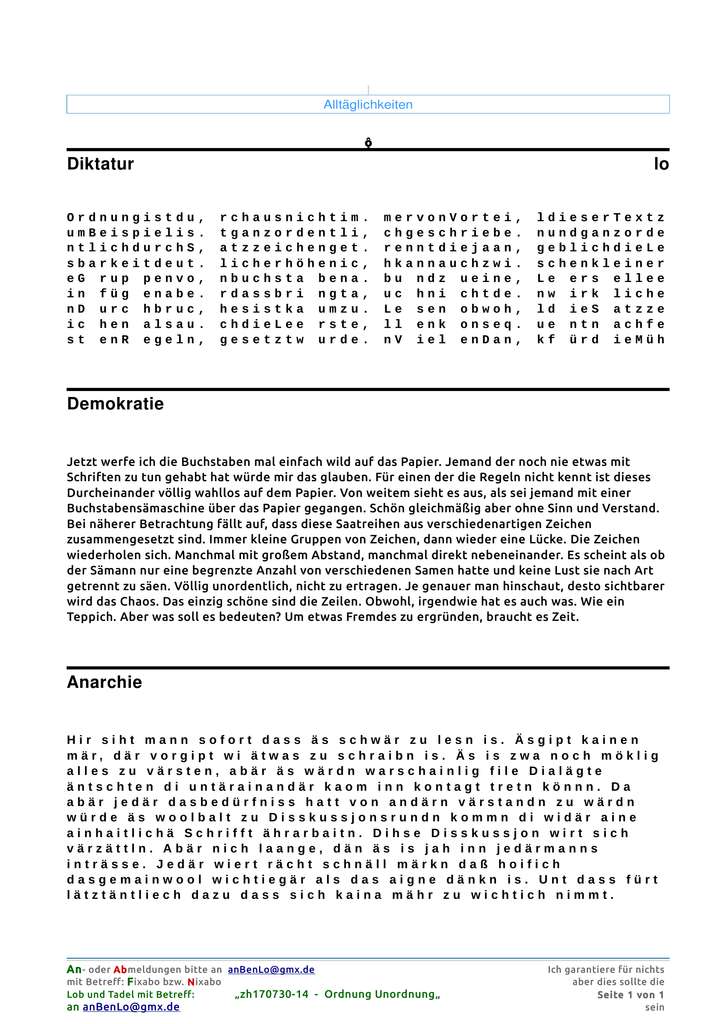 Alltäglichkeiten
Diktatur lo
Ordnungistdu, rchausnichtim. mervonVortei, ldieserTextz
umBeispielis. tganzordentli, chgeschriebe. nundganzorde
ntlichdurchS, atzzeichenget. renntdiejaan, geblichdieLe
sbarkeitdeut. licherhöhenic, hkannauchzwi. schenkleiner
eG rup penvo, nbuchsta bena. bu ndz ueine, Le ers ellee
in füg enabe. rdassbri ngta, uc hni chtde. nw irk liche
nD urc hbruc, hesistka umzu. Le sen obwoh, ld ieS atzze
ic hen alsau. chdieLee rste, ll enk onseq. ue ntn achfe
st enR egeln, gesetztw urde. nV iel enDan, kf ürd ieMüh
Demokratie
Jetzt werfe ich die Buchstaben mal einfach wild auf das Papier. Jemand der noch nie etwas mit
Schriften zu tun gehabt hat würde mir das glauben. Für einen der die Regeln nicht kennt ist dieses
Durcheinander völlig wahllos auf dem Papier. Von weitem sieht es aus, als sei jemand mit einer
Buchstabensämaschine über das Papier gegangen. Schön gleichmäßig aber ohne Sinn und Verstand.
Bei näherer Betrachtung fällt auf, dass diese Saatreihen aus verschiedenartigen Zeichen
zusammengesetzt sind. Immer kleine Gruppen von Zeichen, dann wieder eine Lücke. Die Zeichen
wiederholen sich. Manchmal mit großem Abstand, manchmal direkt nebeneinander. Es scheint als ob
der Sämann nur eine begrenzte Anzahl von verschiedenen Samen hatte und keine Lust sie nach Art
getrennt zu säen. Völlig unordentlich, nicht zu ertragen. Je genauer man hinschaut, desto sichtbarer
wird das Chaos. Das einzig schöne sind die Zeilen. Obwohl, irgendwie hat es auch was. Wie ein
Teppich. Aber was soll es bedeuten? Um etwas Fremdes zu ergründen, braucht es Zeit.
Anarchie
Hir siht mann sofort dass äs schwär zu lesn is. Äsgipt kainen
mär, där vorgipt wi ätwas zu schraibn is. Äs is zwa noch möklig
alles zu värsten, abär äs wärdn warschainlig file Dialägte
äntschten di untärainandär kaom inn kontagt tretn könnn. Da
abär jedär dasbedürfniss hatt von andärn värstandn zu wärdn
würde äs woolbalt zu Disskussjonsrundn kommn di widär aine
ainhaitlichä Schrifft ährarbaitn. Dihse Disskussjon wirt sich
värzättln. Abär nich laange, dän äs is jah inn jedärmanns
inträsse. Jedär wiert rächt schnäll märkn daß hoifich
dasgemainwool wichtiegär als das aigne dänkn is. Unt dass fürt
lätztäntliech dazu dass sich kaina mähr zu wichtich nimmt.
An- oder Abmeldungen bitte an anBenLo@gmx.de Ich garantiere für nichts
mit Betreff: Fixabo bzw. Nixabo aber dies sollte die
Lob und Tadel mit Betreff: „zh170730-14 - Ordnung Unordnung„ Seite 1 von 1
an anBenLo@gmx.de sein